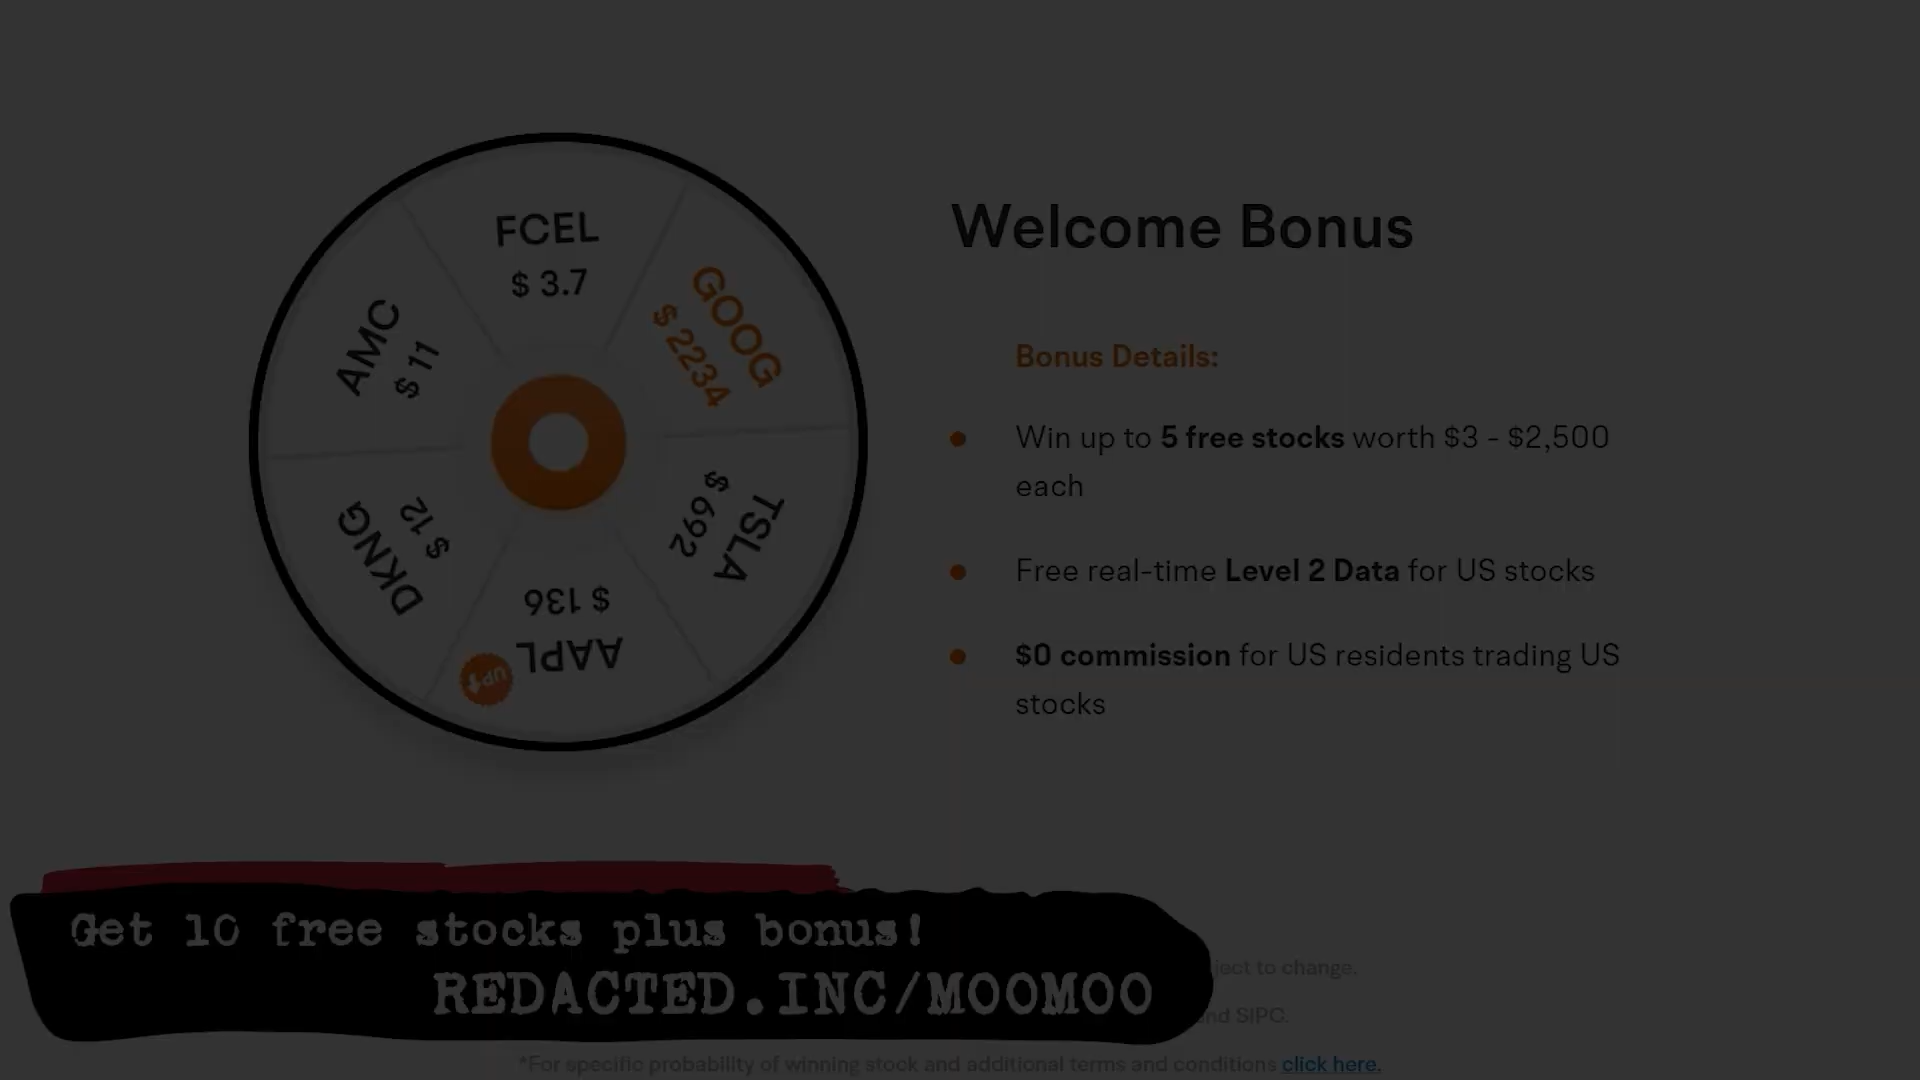 FCEL
$ 3.7
GOOG
$ 2234
TSLA
$ 692
AAPL
$ 136
UP
DKNG
$ 12
AMC
$ 11
Welcome Bonus
Bonus Details:
Win up to 5 free stocks worth $3 - $2,500
each
Free real-time Level 2 Data for US stocks
$0 commission for US residents trading US
stocks
Get 10 free stocks plus bonus!
REDACTED.INC/MOOMOO
to change.
SIPC.
*For specific probability of winning stock and additional terms and conditions click here.